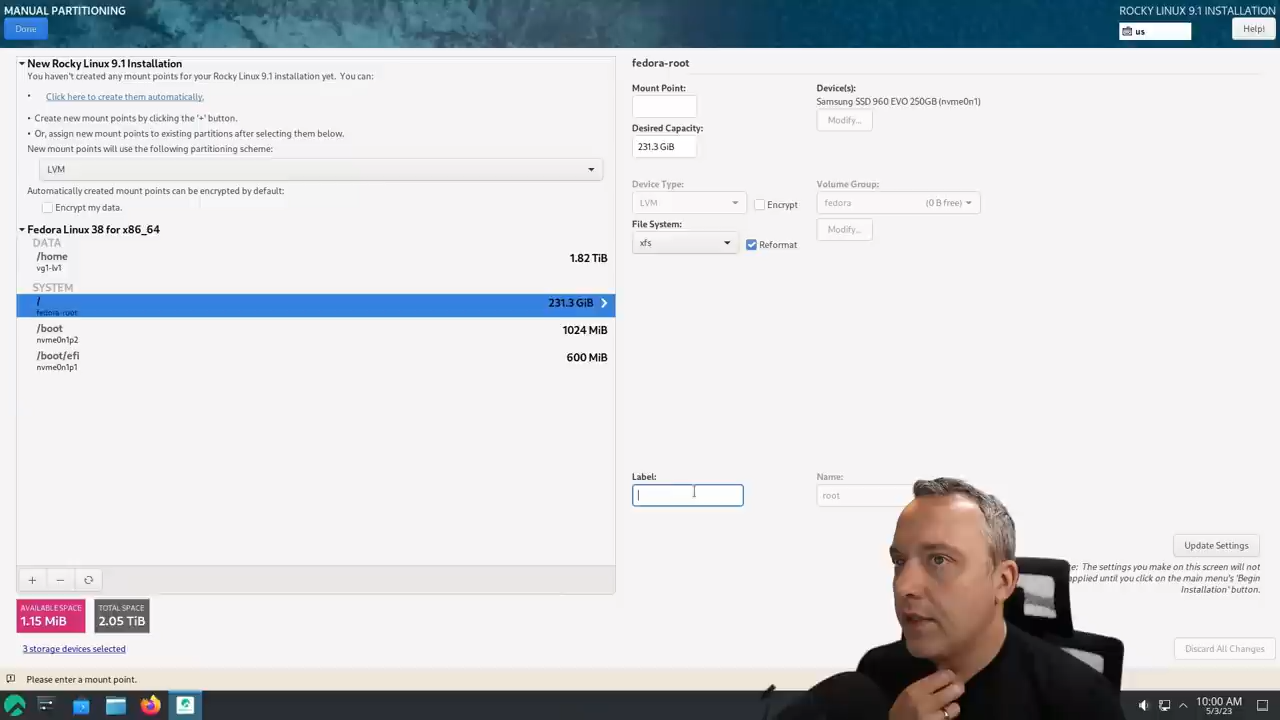 MANUAL PARTITIONING
ROCKY LINUX 9.1 INSTALLATION
Done
us
Help!
New Rocky Linux 9.1 Installation
You haven't created any mount points for your Rocky Linux 9.1 installation yet. You can:
• Click here to create them automatically.
• Create new mount points by clicking the '+' button.
• Or, assign new mount points to existing partitions after selecting them below.
New mount points will use the following partitioning scheme:
LVM
Automatically created mount points can be encrypted by default:
Encrypt my data.
Fedora Linux 38 for x86_64
DATA
/home
1.82 TiB
vg1-lv1
SYSTEM
/
231.3 GiB
fedora-root
/boot
1024 MiB
nvme0n1p2
/boot/efi
600 MiB
nvme0n1p1
+ −
AVAILABLE SPACE
1.15 MiB
TOTAL SPACE
2.05 TiB
3 storage devices selected
fedora-root
Mount Point:
Device(s):
Samsung SSD 960 EVO 250GB (nvme0n1)
Modify...
Desired Capacity:
231.3 GiB
Device Type:
Volume Group:
LVM
Encrypt
fedora (0 B free)
File System:
Modify...
xfs
Reformat
Label:
Name:
root
Update Settings
The settings you make on this screen will not
applied until you click on the main menu's 'Begin
Installation' button.
Discard All Changes
Please enter a mount point.
10:00 AM
5/3/23